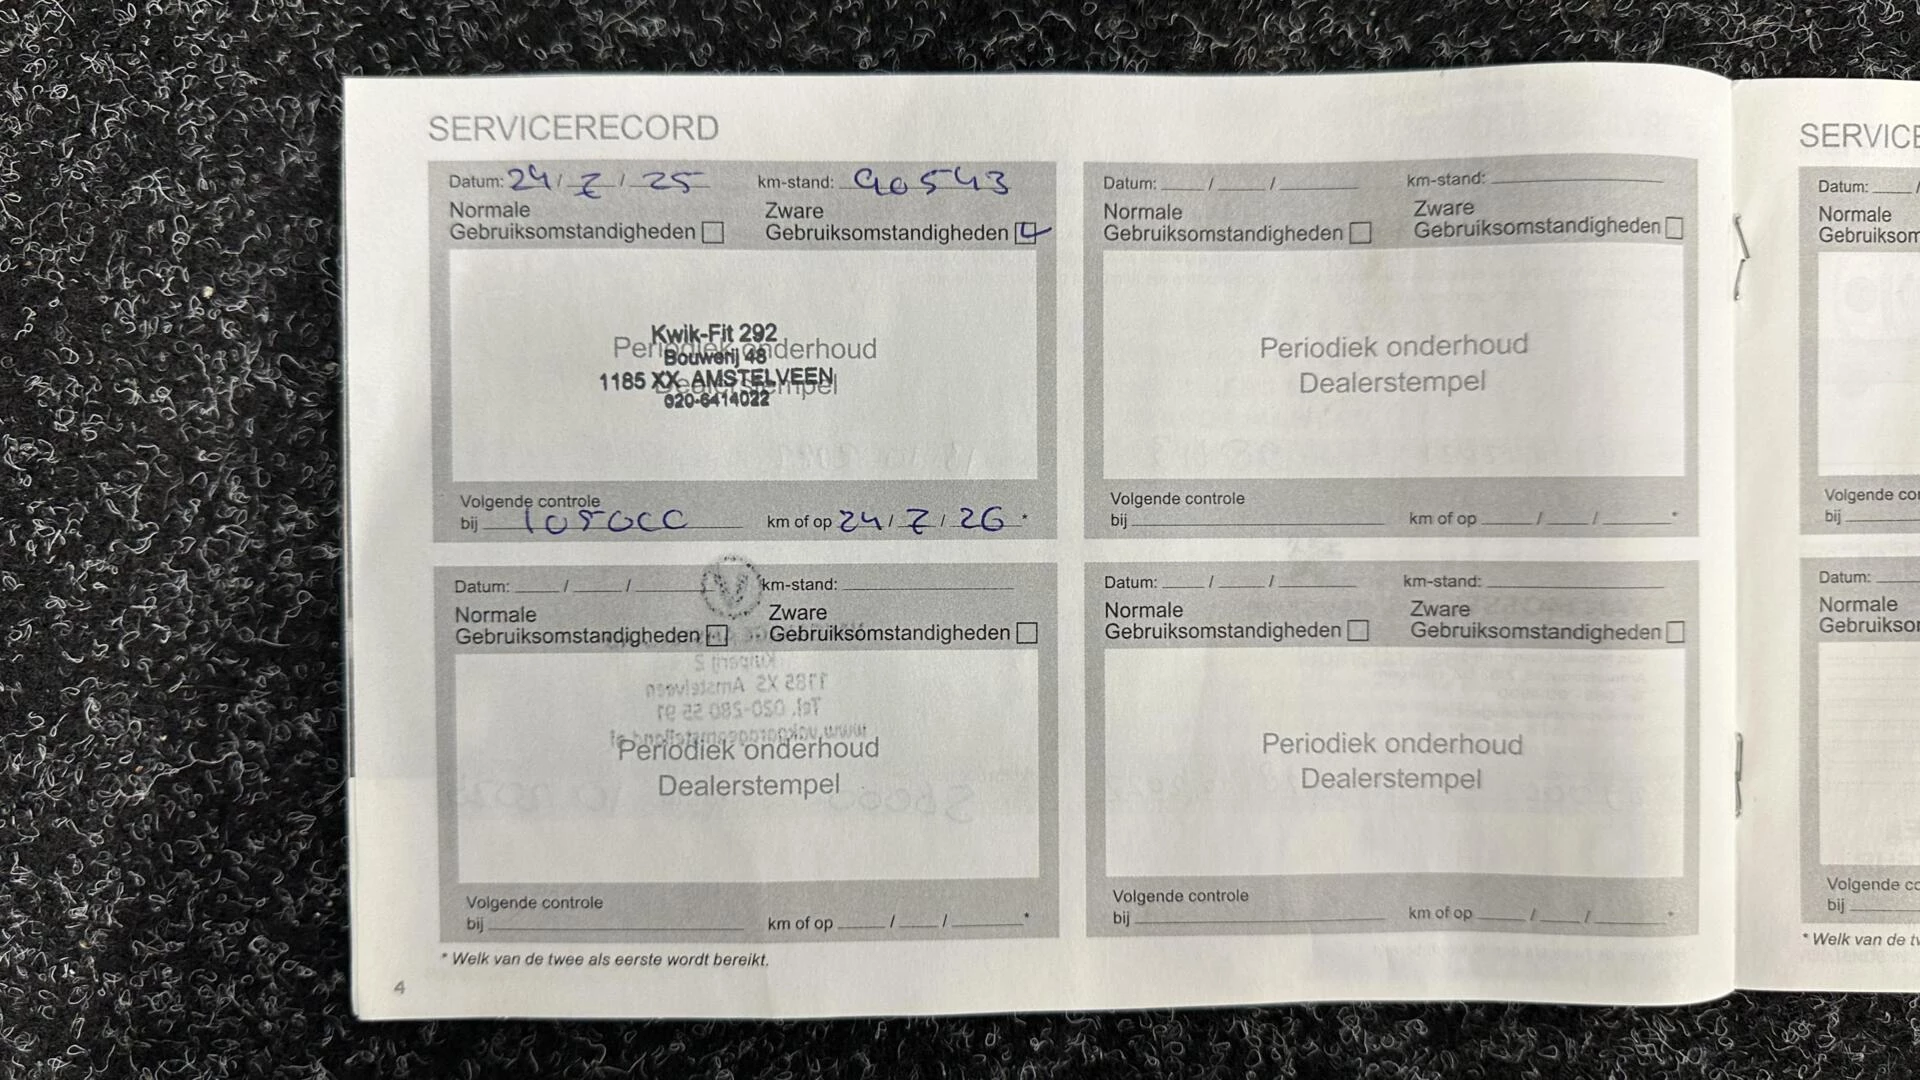 SERVICERECORD
Datum: 24 / 7 / 25 km-stand: 90543
Normale
Gebruiksomstandigheden
Zware
Gebruiksomstandigheden
Periodiek onderhoud
Dealerstempel
Kwik-Fit 292
Bouwerij 48
1185 XX AMSTELVEEN
020-6414022
Volgende controle
bij 105000 km of op 24 / 7 / 26 *
Datum: / / km-stand:
Normale
Gebruiksomstandigheden
Zware
Gebruiksomstandigheden
Periodiek onderhoud
Dealerstempel
Volgende controle
bij km of op / / *
Datum: / / km-stand:
Normale
Gebruiksomstandigheden
Zware
Gebruiksomstandigheden
Periodiek onderhoud
Dealerstempel
Volgende controle
bij km of op / / *
Datum: / / km-stand:
Normale
Gebruiksomstandigheden
Zware
Gebruiksomstandigheden
Periodiek onderhoud
Dealerstempel
Volgende controle
bij km of op / / *
* Welk van de twee als eerste wordt bereikt.
4
SERVICE
Datum: /
Normale
Gebruiksom
Volgende co
bij
Datum:
Normale
Gebruikso
Volgende co
bij
* Welk van de tw